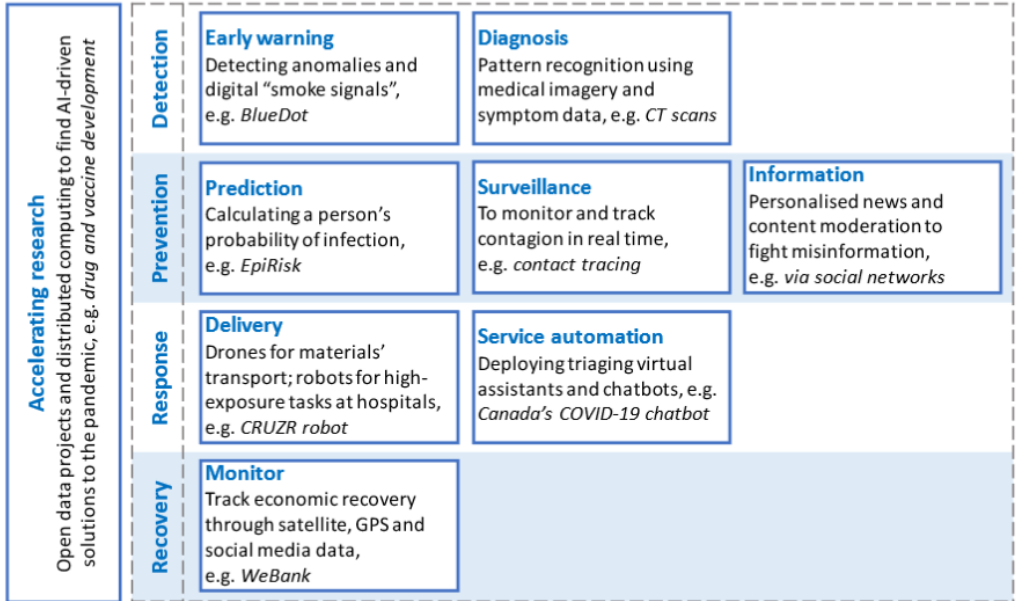 Accelerating research
Open data projects and distributed computing to find AI-driven
solutions to the pandemic, e.g. drug and vaccine development
Detection
Early warning
Detecting anomalies and
digital “smoke signals”,
e.g. BlueDot
Diagnosis
Pattern recognition using
medical imagery and
symptom data, e.g. CT scans
Prevention
Prediction
Calculating a person’s
probability of infection,
e.g. EpiRisk
Surveillance
To monitor and track
contagion in real time,
e.g. contact tracing
Information
Personalised news and
content moderation to
fight misinformation,
e.g. via social networks
Response
Delivery
Drones for materials’
transport; robots for high-
exposure tasks at hospitals,
e.g. CRUZR robot
Service automation
Deploying triaging virtual
assistants and chatbots, e.g.
Canada’s COVID-19 chatbot
Recovery
Monitor
Track economic recovery
through satellite, GPS and
social media data,
e.g. WeBank